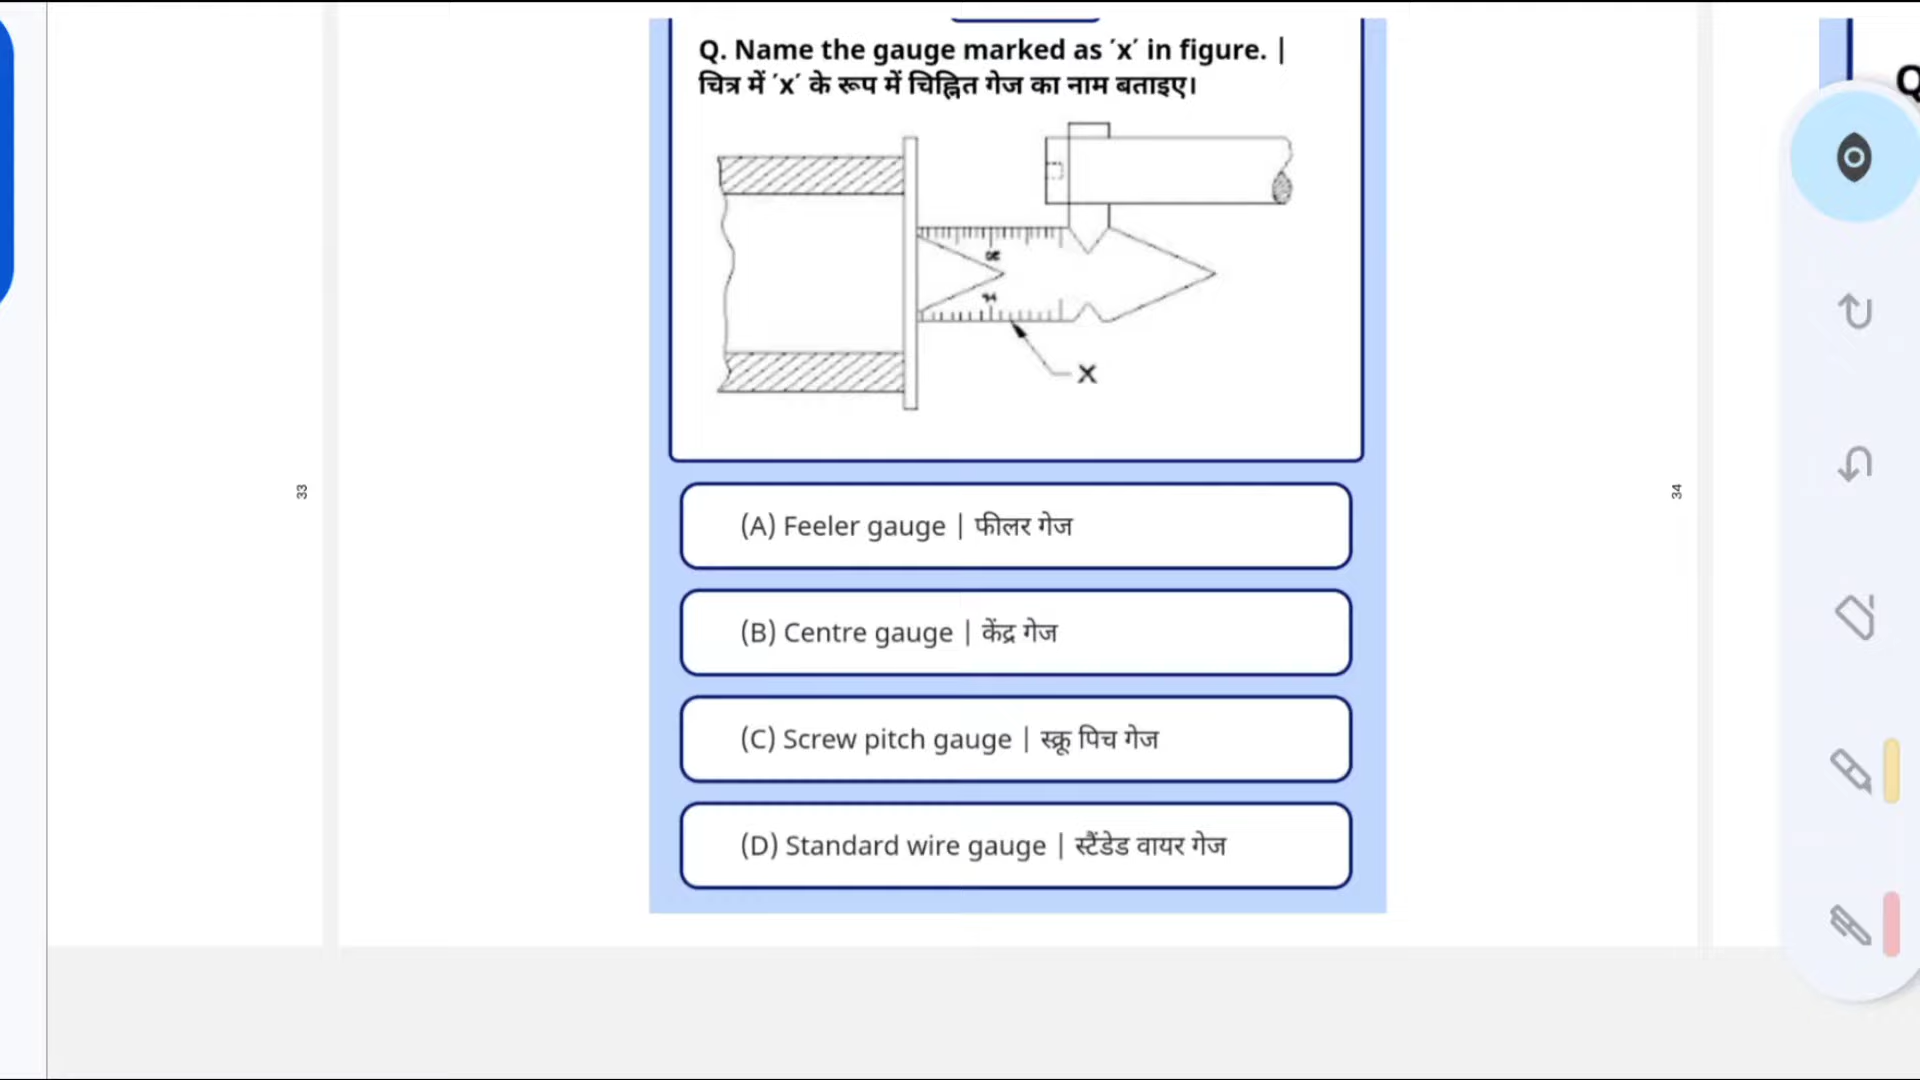 Q. Name the gauge marked as ´x´ in figure. |
चित्र में ´x´ के रूप में चिह्नित गेज का नाम बताइए।
X
(A) Feeler gauge | फीलर गेज
(B) Centre gauge | केंद्र गेज
(C) Screw pitch gauge | स्क्रू पिच गेज
(D) Standard wire gauge | स्टैंडेड वायर गेज
33
34
Q